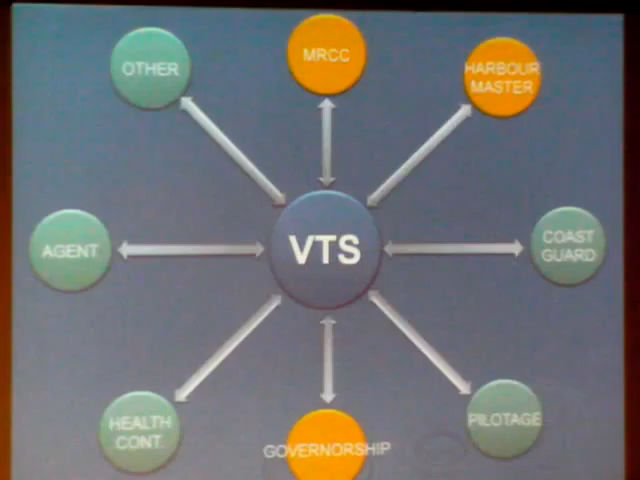 OTHER
MRCC
HARBOUR
MASTER
AGENT
VTS
COAST
GUARD
HEALTH
CONT.
GOVERNORSHIP
PILOTAGE